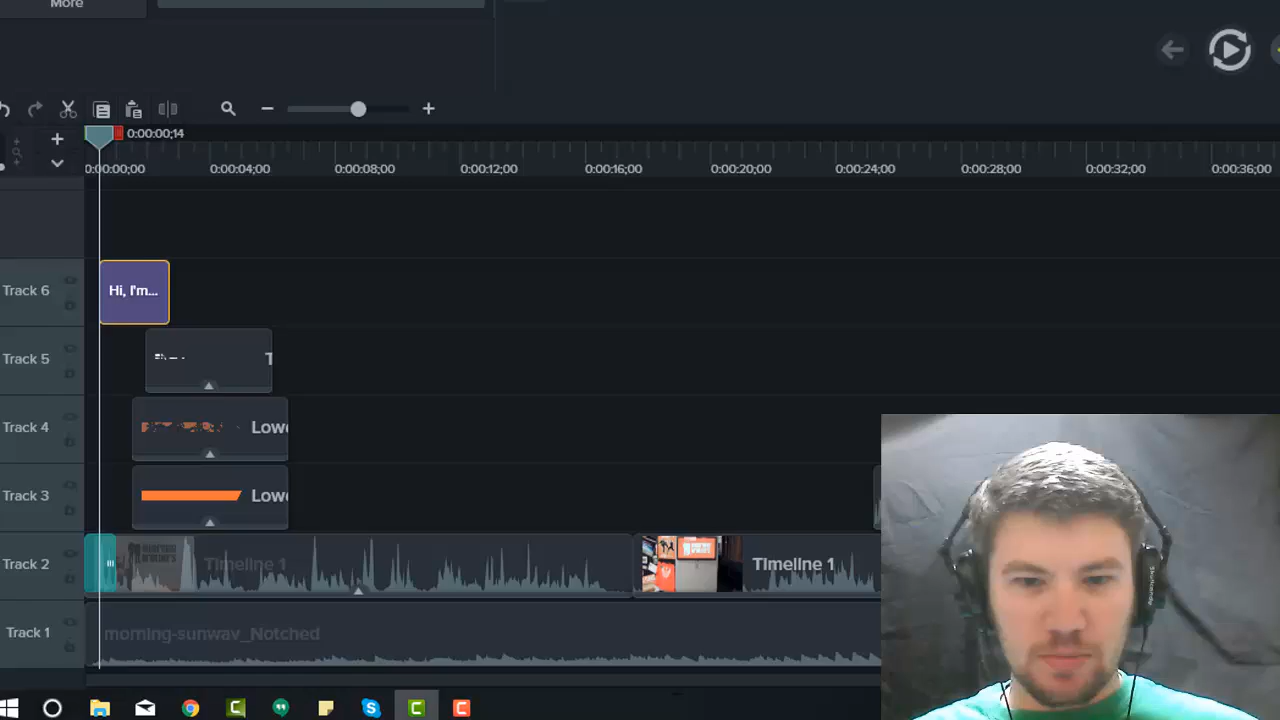 More
0:00:00;14
0:00:00;00 0:00:04;00 0:00:08;00 0:00:12;00 0:00:16;00 0:00:20;00 0:00:24;00 0:00:28;00 0:00:32;00 0:00:36;00
Track 6
Hi, I'm...
Track 5
T
Track 4
Lowe
Track 3
Lowe
Track 2
Timeline 1
Timeline 1
Track 1
morning-sunwav_Notched